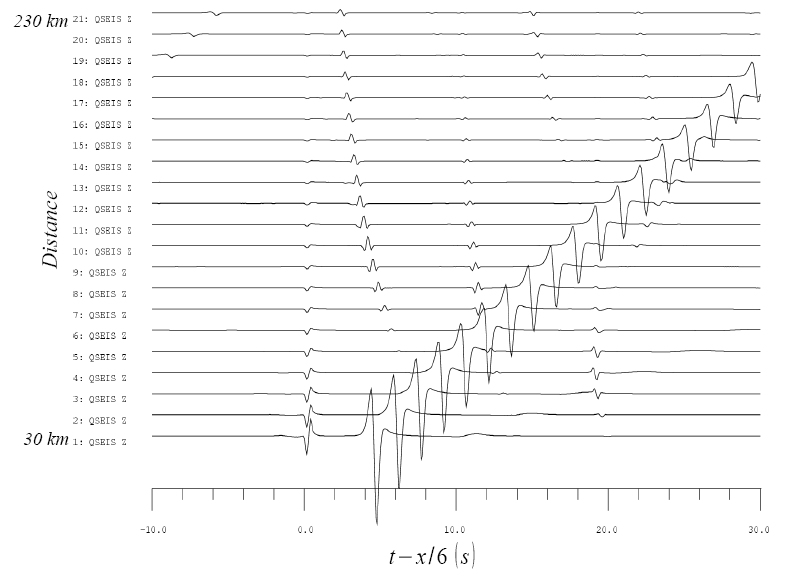 230 km 21: QSEIS Z
20: QSEIS Z
19: QSEIS Z
18: QSEIS Z
17: QSEIS Z
16: QSEIS Z
15: QSEIS Z
14: QSEIS Z
13: QSEIS Z
12: QSEIS Z
11: QSEIS Z
10: QSEIS Z
9: QSEIS Z
8: QSEIS Z
7: QSEIS Z
6: QSEIS Z
5: QSEIS Z
4: QSEIS Z
3: QSEIS Z
2: QSEIS Z
30 km 1: QSEIS Z
Distance
-10.0 0.0 10.0 20.0 30.0
t−x/6 (s)